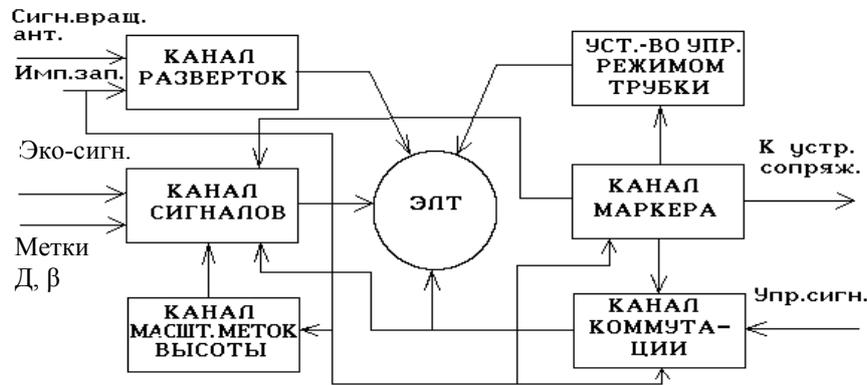 Сигн.вращ.
ант.
Имп.зап.
КАНАЛ
РАЗВЕРТОК
УСТ.-ВО УПР.
РЕЖИМОМ
ТРУБКИ
Эко-сигн.
КАНАЛ
СИГНАЛОВ
ЭЛТ
КАНАЛ
МАРКЕРА
К устр.
сопряж.
Метки
Д, β
КАНАЛ
МАСШТ.МЕТОК
ВЫСОТЫ
КАНАЛ
КОММУТА-
ЦИИ
Упр.сигн.